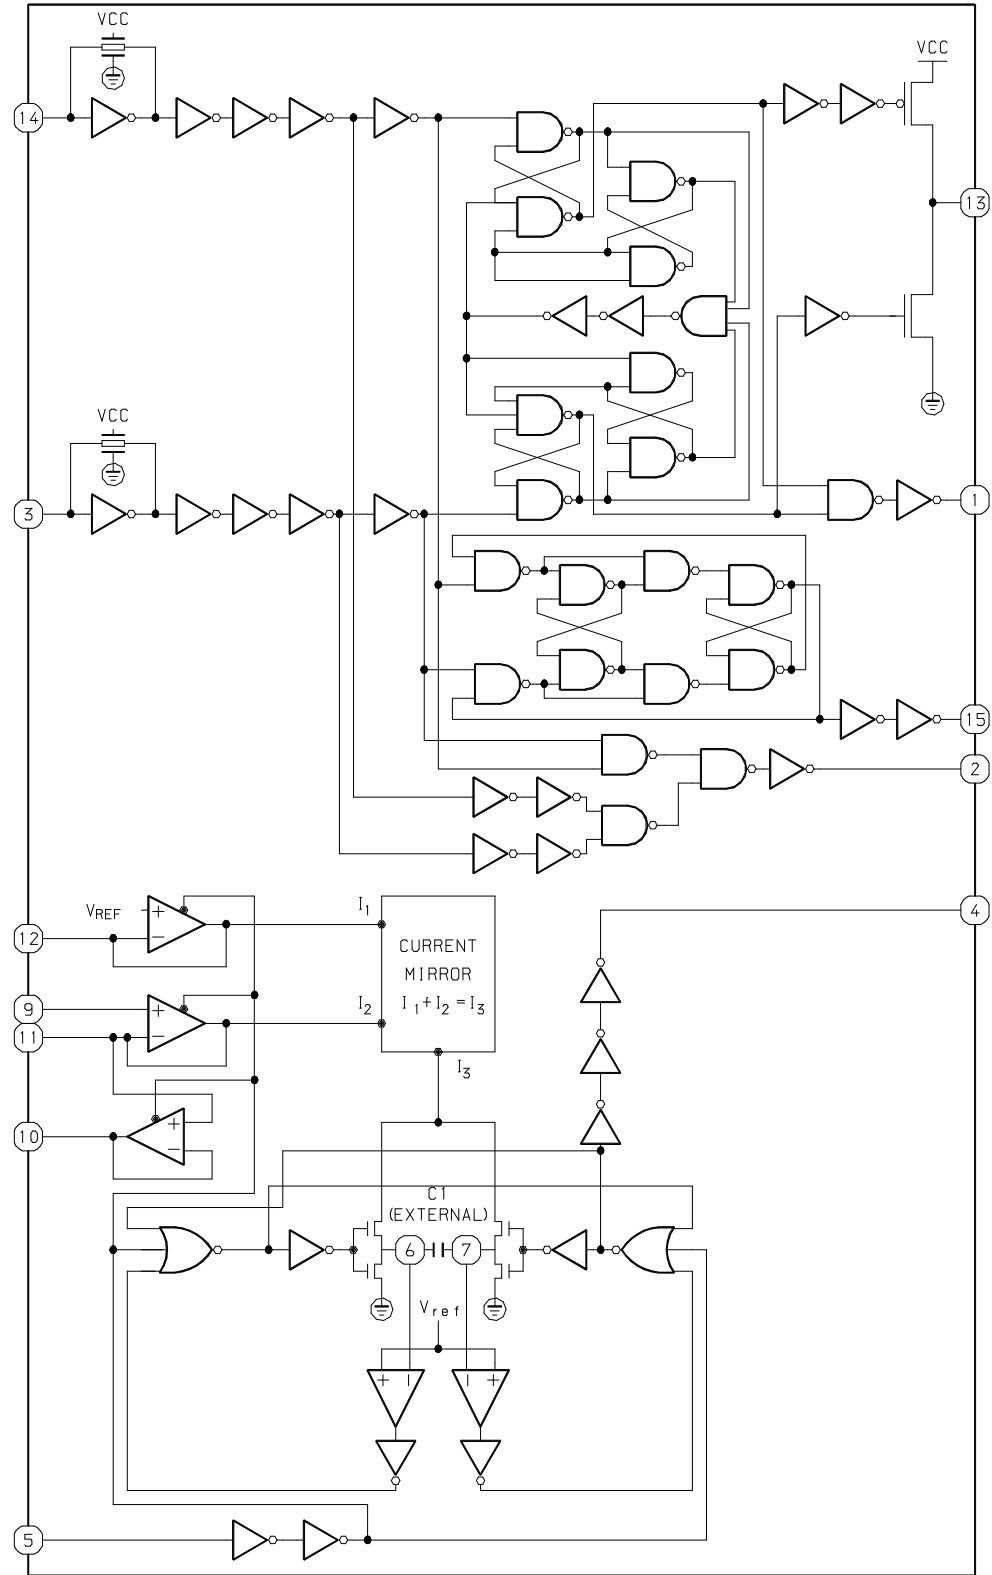 VCC
VCC
14
13
VCC
3
1
15
2
VREF
I1
4
12
CURRENT
MIRROR
9
I2
I1+I2=I3
11
I3
10
C1
(EXTERNAL)
6
7
Vref
+
−
+
−
+
−
+
−
−
+
5